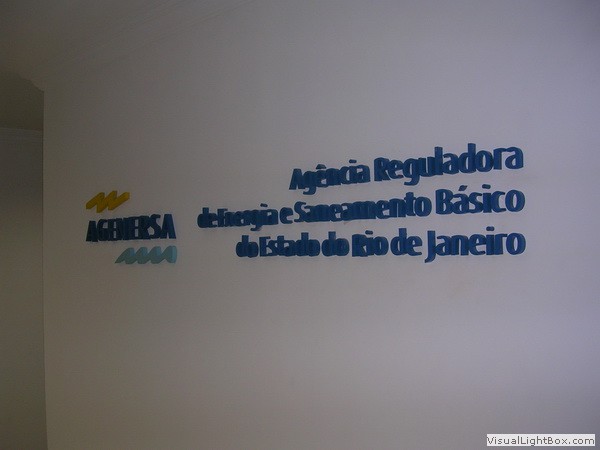 AGENERSA
Agência Reguladora
de Energia e Saneamento Básico
do Estado do Rio de Janeiro
VisualLightBox.com